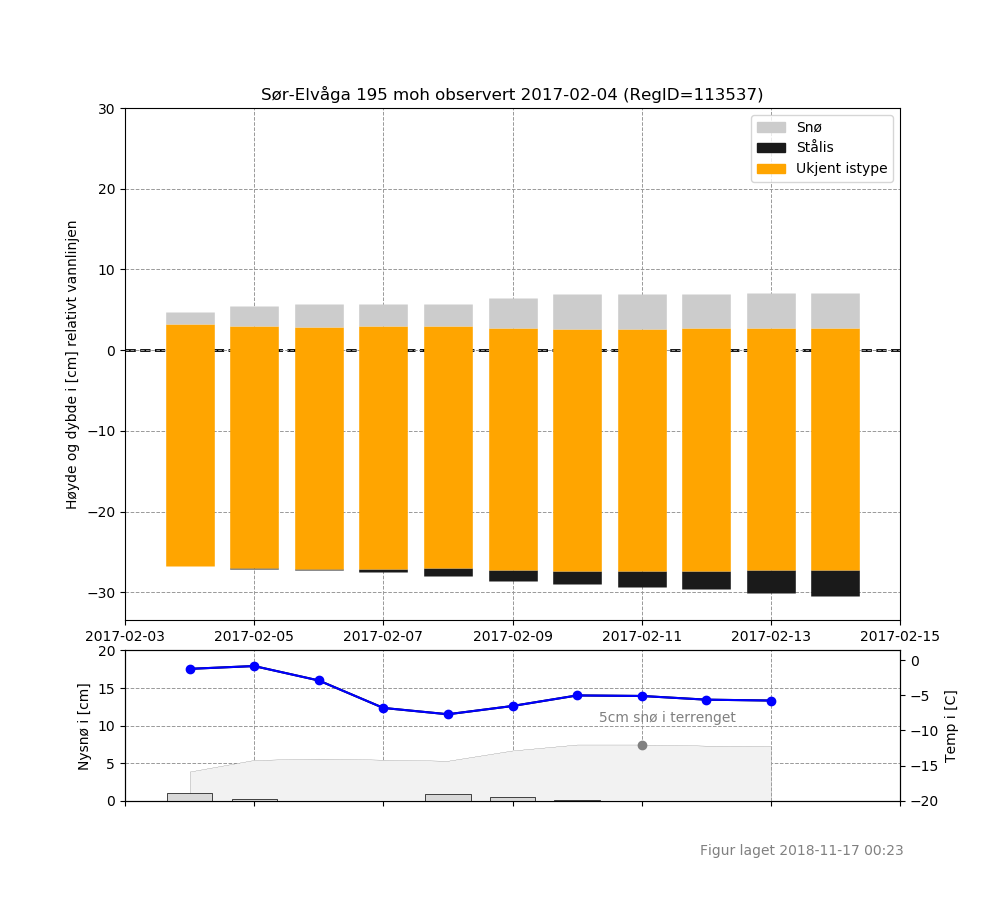 Sør-Elvåga 195 moh observert 2017-02-04 (RegID=113537)
Høyde og dybde i [cm] relativt vannlinjen
30
20
10
0
−10
−20
−30
Snø
Stålis
Ukjent istype
2017-02-03
2017-02-05
2017-02-07
2017-02-09
2017-02-11
2017-02-13
2017-02-15
Nysnø i [cm]
20
15
10
5
0
5cm snø i terrenget
0
−5
−10
−15
−20
Temp i [C]
Figur laget 2018-11-17 00:23